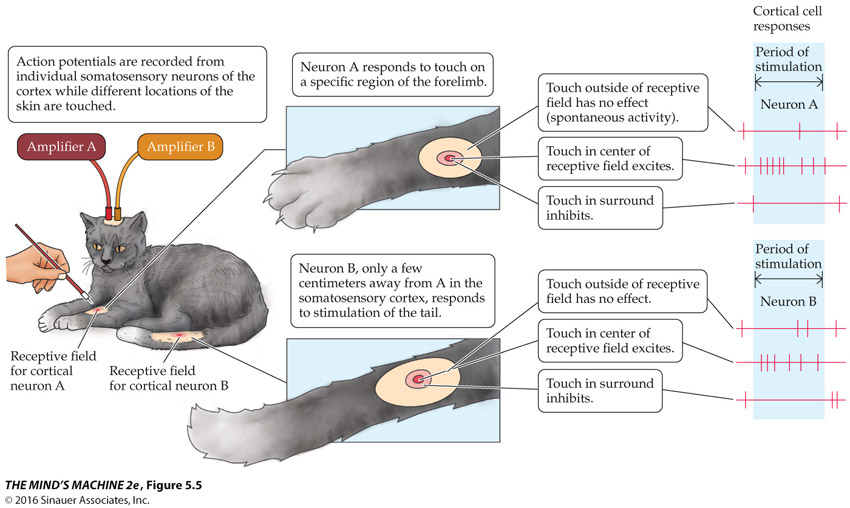 Cortical cell
responses
Action potentials are recorded from
individual somatosensory neurons of the
cortex while different locations of the
skin are touched.
Amplifier A
Amplifier B
Neuron A responds to touch on
a specific region of the forelimb.
Touch outside of receptive
field has no effect
(spontaneous activity).
Touch in center of
receptive field excites.
Touch in surround
inhibits.
Period of
stimulation
Neuron A
Receptive field
for cortical
neuron A
Receptive field
for cortical neuron B
Neuron B, only a few
centimeters away from A in the
somatosensory cortex, responds
to stimulation of the tail.
Touch outside of receptive
field has no effect.
Touch in center of
receptive field excites.
Touch in surround
inhibits.
Period of
stimulation
Neuron B
THE MIND'S MACHINE 2e, Figure 5.5
© 2016 Sinauer Associates, Inc.